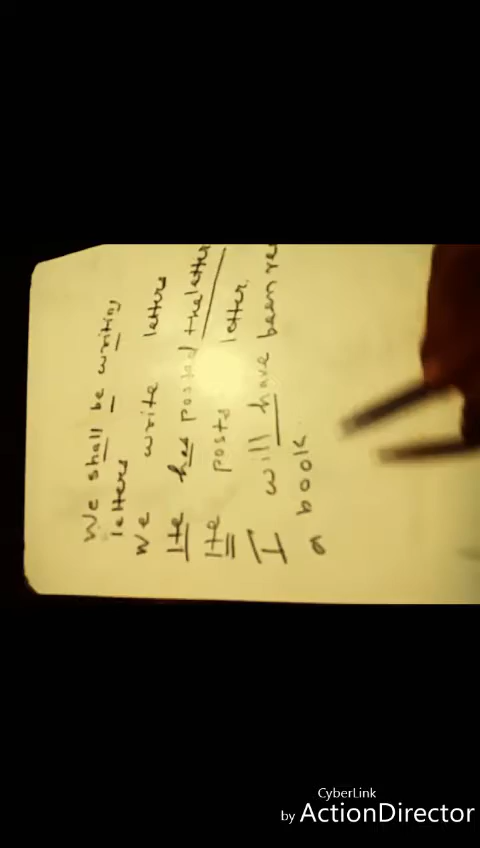 We shall be writing
letters
We write letters
He has posted the letter
He posts letter.
I will have been re
a book.
CyberLink
by ActionDirector